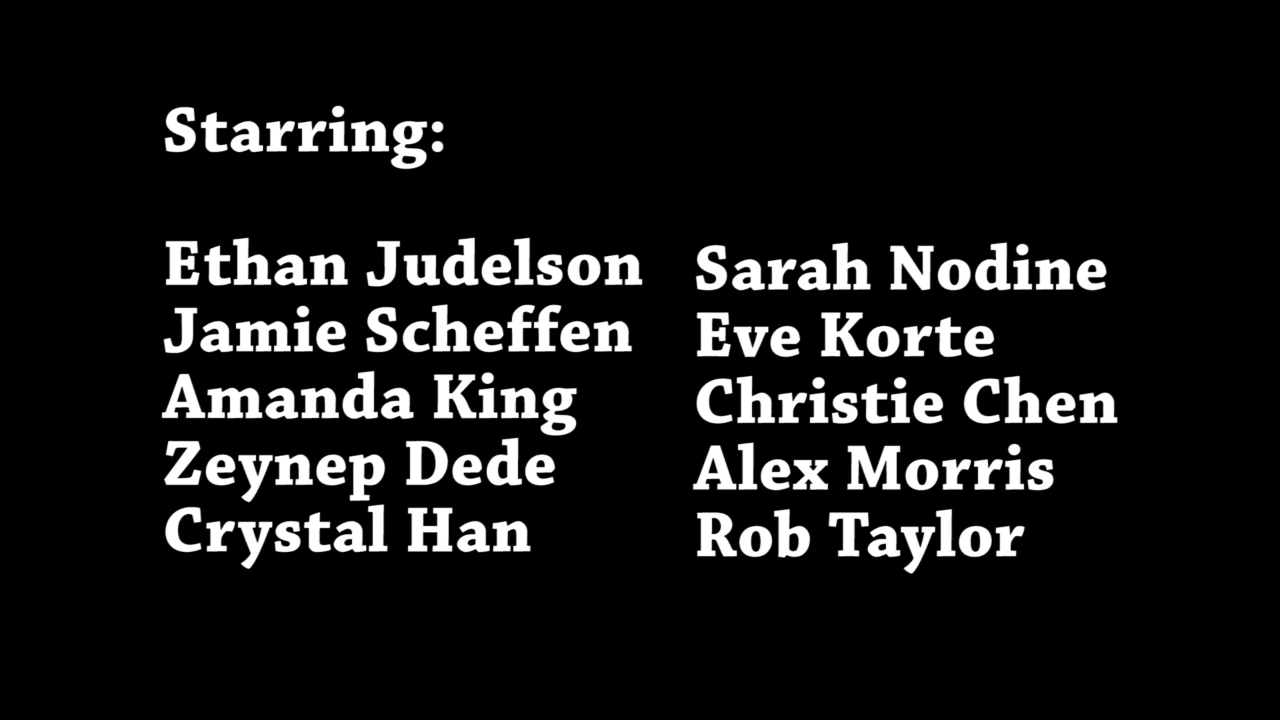 Starring:
Ethan Judelson
Jamie Scheffen
Amanda King
Zeynep Dede
Crystal Han
Sarah Nodine
Eve Korte
Christie Chen
Alex Morris
Rob Taylor